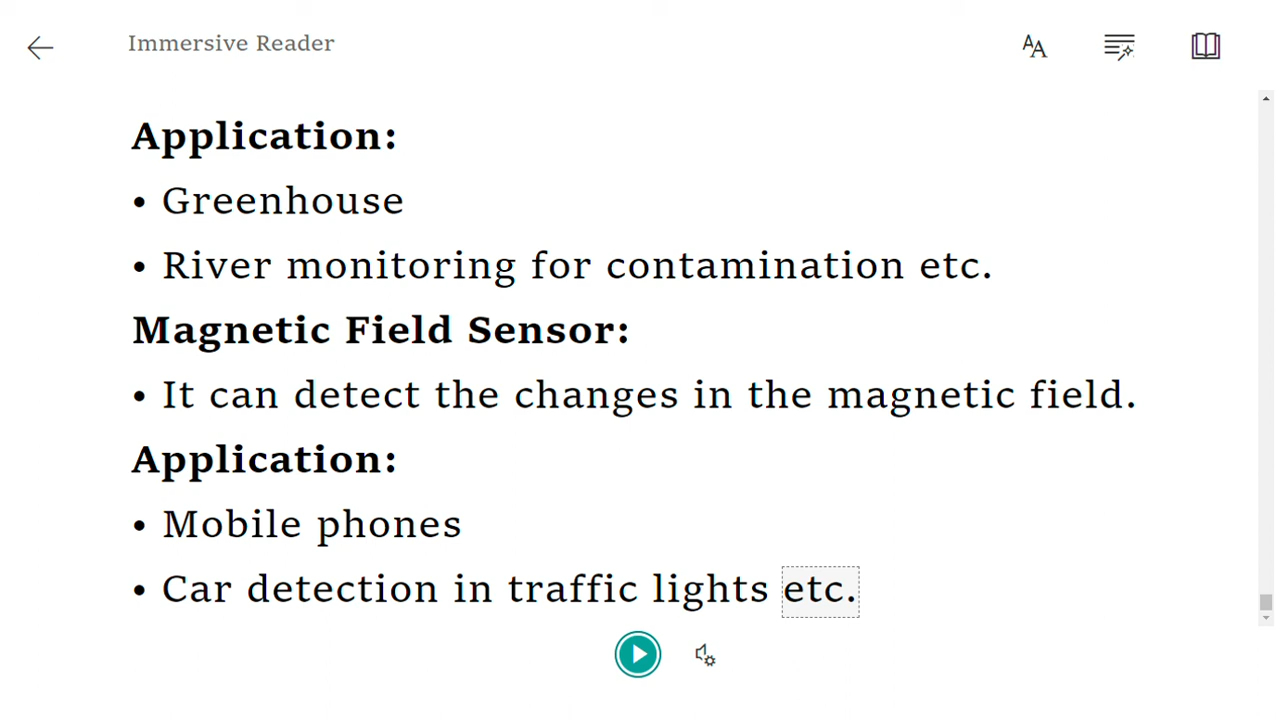 Immersive Reader
Application:
• Greenhouse
• River monitoring for contamination etc.
Magnetic Field Sensor:
• It can detect the changes in the magnetic field.
Application:
• Mobile phones
• Car detection in traffic lights etc.